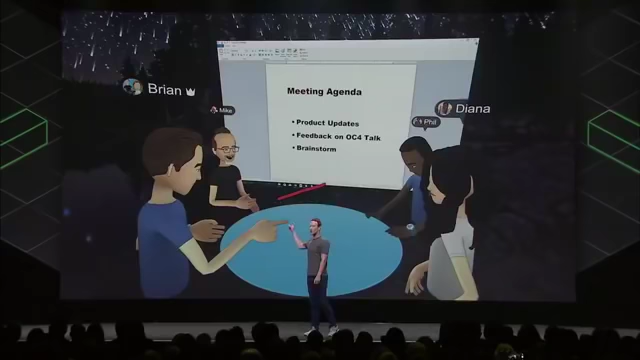 Brian
Mike
Meeting Agenda
• Product Updates
• Feedback on OC4 Talk
• Brainstorm
Phil
Diana